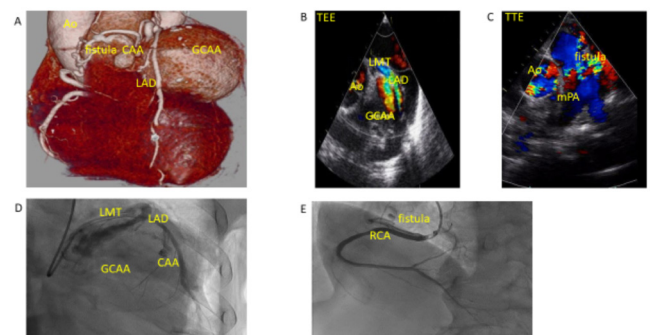 A
Ao
fistula CAA
GCAA
LAD
B
TEE
LMT
LAD
Ao
GCAA
C
TTE
fistula
Ao
mPA
D
LMT
LAD
GCAA
CAA
E
fistula
RCA